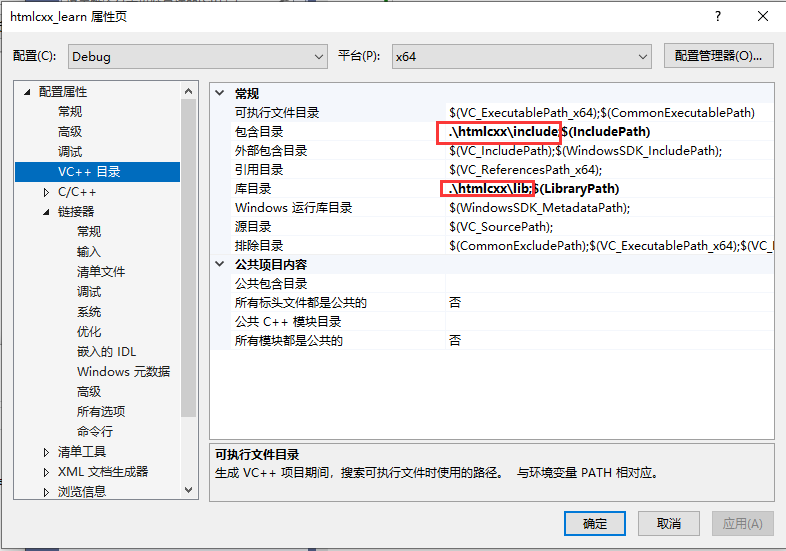 htmlcxx_learn 属性页
?
配置(C):
Debug
平台(P):
x64
配置管理器(O)...
配置属性
常规
高级
调试
VC++ 目录
C/C++
链接器
常规
输入
清单文件
调试
系统
优化
嵌入的 IDL
Windows 元数据
高级
所有选项
命令行
清单工具
XML 文档生成器
浏览信息
常规
可执行文件目录 $(VC_ExecutablePath_x64);$(CommonExecutablePath)
包含目录 .\htmlcxx\include;$(IncludePath)
外部包含目录 $(VC_IncludePath);$(WindowsSDK_IncludePath);
引用目录 $(VC_ReferencesPath_x64);
库目录 .\htmlcxx\lib;$(LibraryPath)
Windows 运行库目录 $(WindowsSDK_MetadataPath);
源目录 $(VC_SourcePath);
排除目录 $(CommonExcludePath);$(VC_ExecutablePath_x64);$(VC_I
公共项目内容
公共包含目录
所有标头文件都是公共的 否
公共 C++ 模块目录
所有模块都是公共的 否
可执行文件目录
生成 VC++ 项目期间，搜索可执行文件时使用的路径。 与环境变量 PATH 相对应。
确定
取消
应用(A)